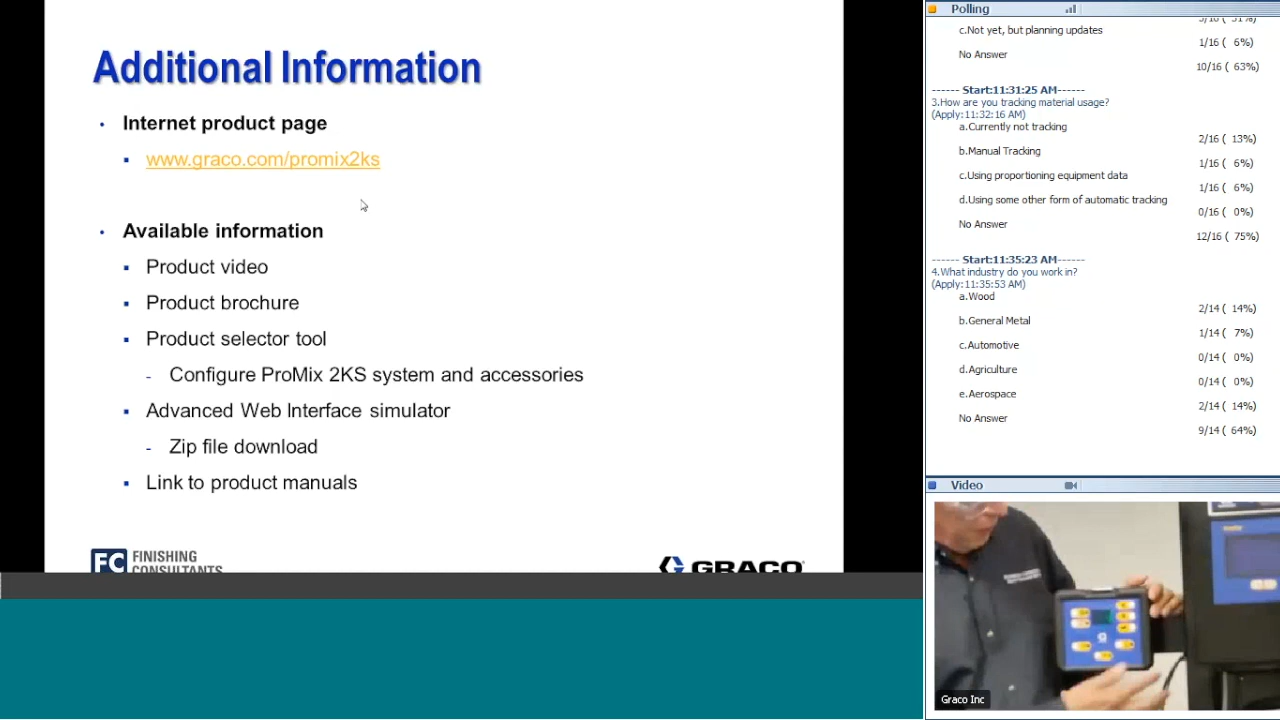 Additional Information
• Internet product page
▪ www.graco.com/promix2ks
• Available information
▪ Product video
▪ Product brochure
▪ Product selector tool
- Configure ProMix 2KS system and accessories
▪ Advanced Web Interface simulator
- Zip file download
▪ Link to product manuals
FC FINISHING
CONSULTANTS
GRACO
Polling
c.Not yet, but planning updates
1/16 ( 6%)
No Answer
10/16 ( 63%)
------ Start:11:31:25 AM------
3.How are you tracking material usage?
(Apply:11:32:16 AM)
a.Currently not tracking
2/16 ( 13%)
b.Manual Tracking
1/16 ( 6%)
c.Using proportioning equipment data
1/16 ( 6%)
d.Using some other form of automatic tracking
0/16 ( 0%)
No Answer
12/16 ( 75%)
------ Start:11:35:23 AM------
4.What industry do you work in?
(Apply:11:35:53 AM)
a.Wood
2/14 ( 14%)
b.General Metal
1/14 ( 7%)
c.Automotive
0/14 ( 0%)
d.Agriculture
0/14 ( 0%)
e.Aerospace
2/14 ( 14%)
No Answer
9/14 ( 64%)
Video
Graco Inc